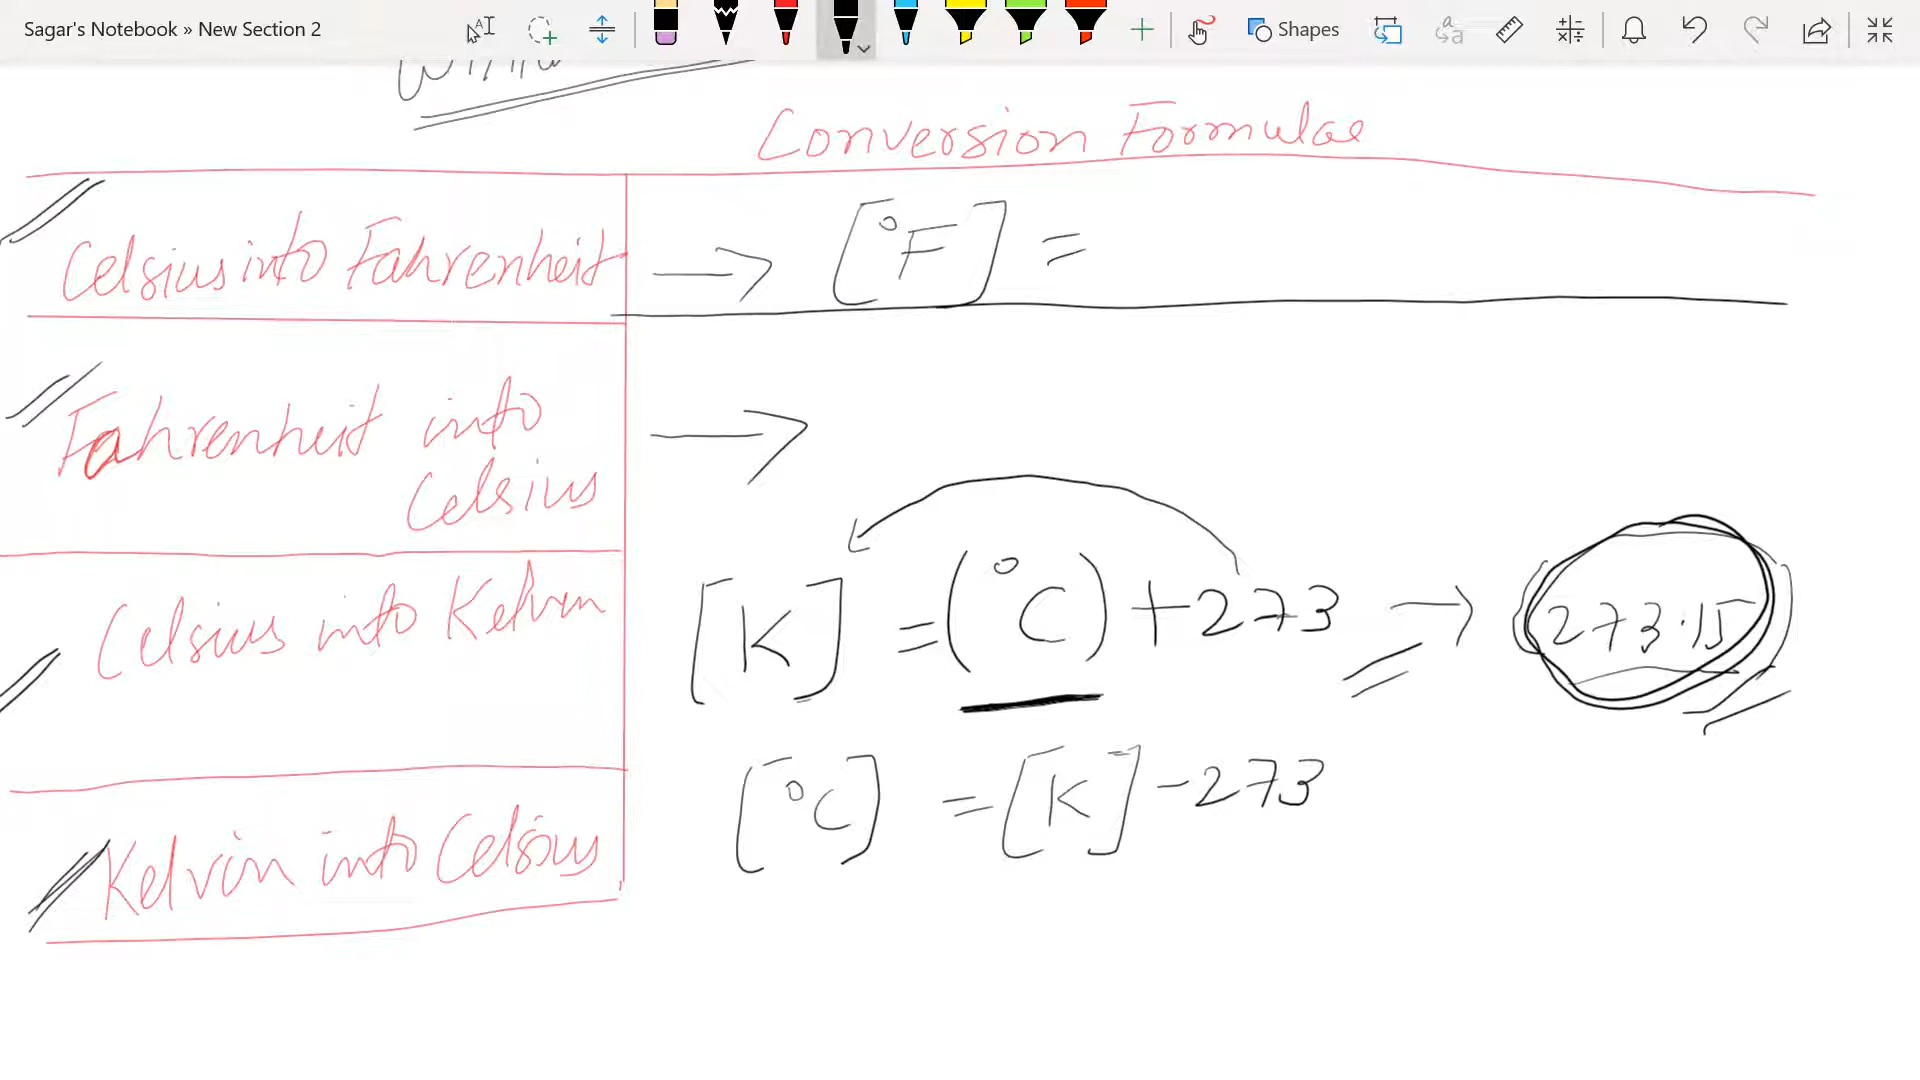 Sagar's Notebook » New Section 2
Shapes
Conversion Formulae
Celsius into Fahrenheit → [°F] =
Fahrenheit into
Celsius
→
Celsius into Kelvin [K] = (°C) + 273 → 273.15
Kelvin into Celsius [°C] = [K] - 273